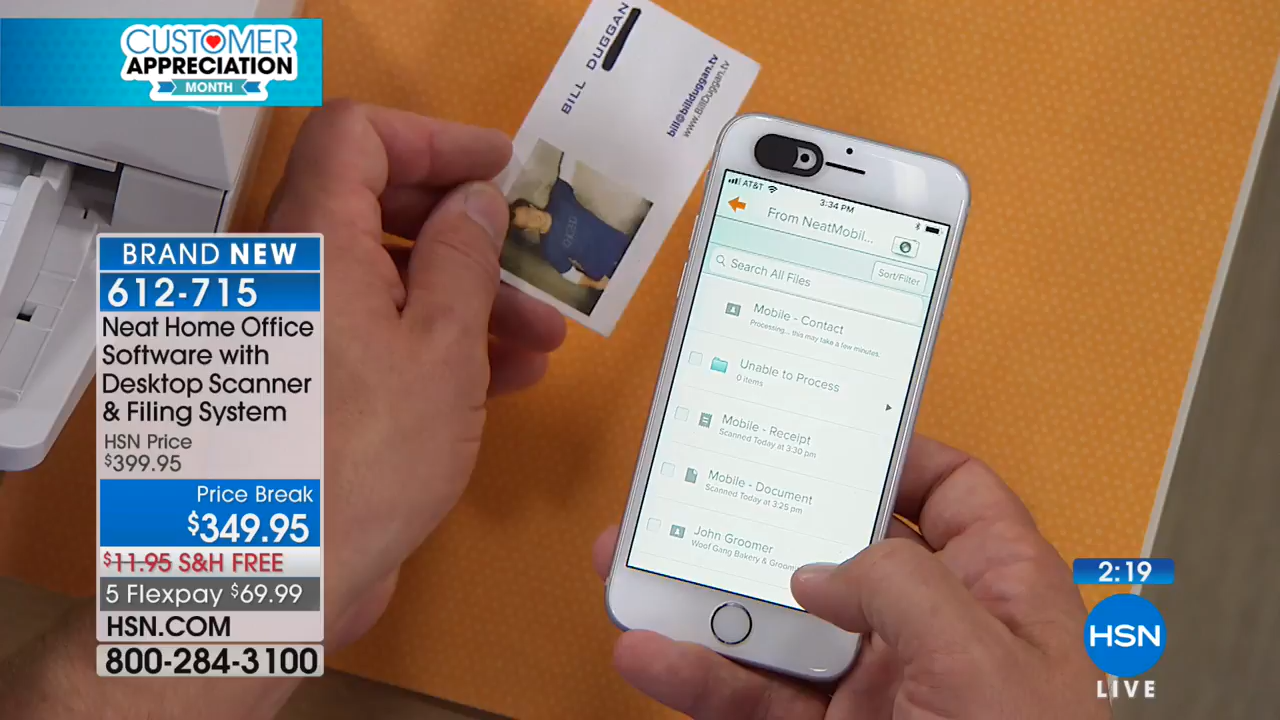 CUSTOMER
APPRECIATION
MONTH
BRAND NEW
612-715
Neat Home Office
Software with
Desktop Scanner
& Filing System
HSN Price
$399.95
Price Break
$349.95
$11.95 S&H FREE
5 Flexpay $69.99
HSN.COM
800-284-3100
BILL DUGGAN
bill@billduggan.tv
www.BillDuggan.tv
AT&T
3:34 PM
From NeatMobil...
Search All Files
Sort/Filter
Mobile - Contact
Processing... this may take a few minutes.
Unable to Process
0 items
Mobile - Receipt
Scanned Today at 3:30 pm
Mobile - Document
Scanned Today at 3:25 pm
John Groomer
Woof Gang Bakery & Groomi
2:19
HSN
LIVE